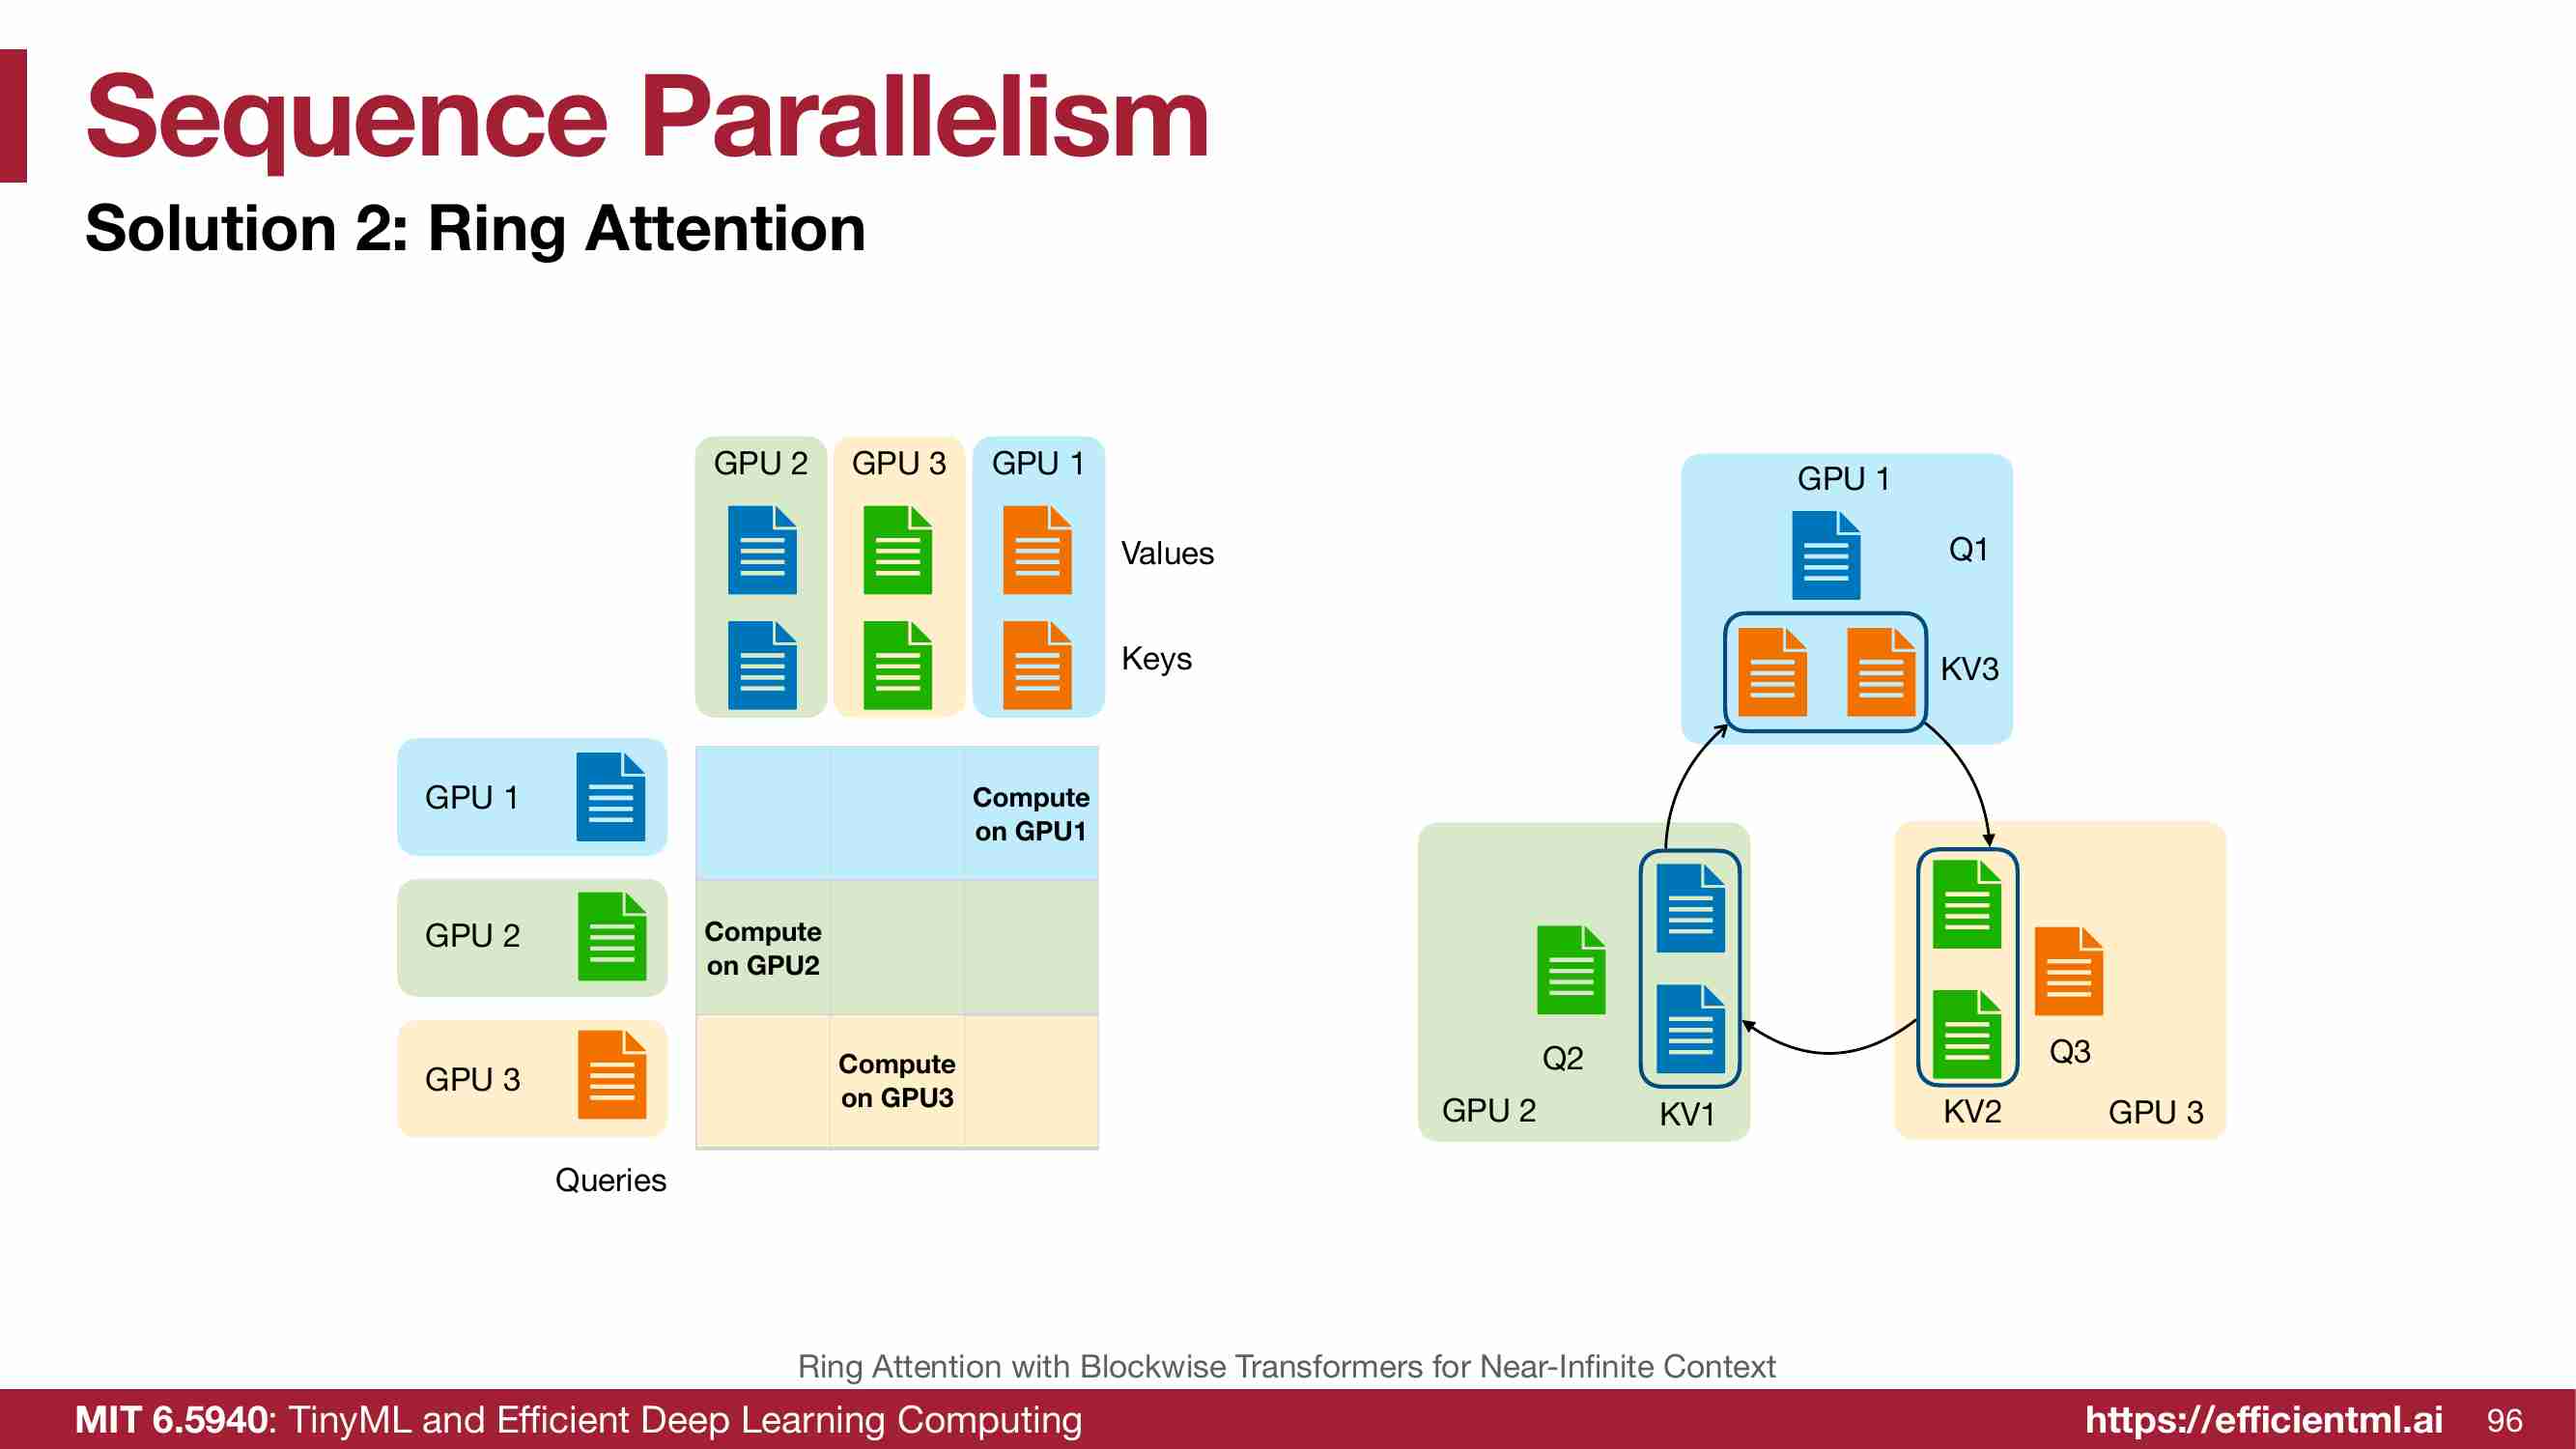 Sequence Parallelism
Solution 2: Ring Attention
GPU 2
GPU 3
GPU 1
Values
Keys
GPU 1
Compute
on GPU1
GPU 2
Compute
on GPU2
GPU 3
Compute
on GPU3
Queries
GPU 1
Q1
KV3
Q2
GPU 2
KV1
Q3
KV2
GPU 3
Ring Attention with Blockwise Transformers for Near-Infinite Context
MIT 6.5940: TinyML and Efficient Deep Learning Computing
https://efficientml.ai
96